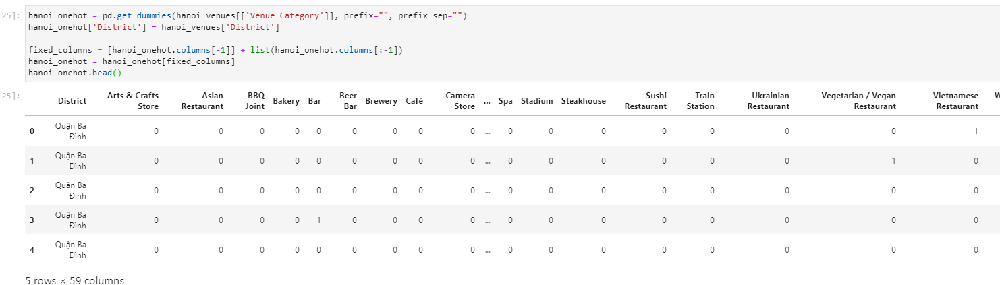 25]: hanoi_onehot = pd.get_dummies(hanoi_venues[['Venue Category']], prefix="", prefix_sep="")
hanoi_onehot['District'] = hanoi_venues['District']
fixed_columns = [hanoi_onehot.columns[-1]] + list(hanoi_onehot.columns[:-1])
hanoi_onehot = hanoi_onehot[fixed_columns]
hanoi_onehot.head()
25]: District Arts & Crafts Store Asian Restaurant BBQ Joint Bakery Bar Beer Bar Brewery Café Camera Store ... Spa Stadium Steakhouse Sushi Restaurant Train Station Ukrainian Restaurant Vegetarian / Vegan Restaurant Vietnamese Restaurant W
0 Quận Ba Đình 0 0 0 0 0 0 0 0 0 ... 0 0 0 0 0 0 0 1
1 Quận Ba Đình 0 0 0 0 0 0 0 0 0 ... 0 0 0 0 0 0 1 0
2 Quận Ba Đình 0 0 0 0 0 0 0 0 0 ... 0 0 0 0 0 0 0 0
3 Quận Ba Đình 0 0 0 0 1 0 0 0 0 ... 0 0 0 0 0 0 0 0
4 Quận Ba Đình 0 0 0 0 0 0 0 0 0 ... 0 0 0 0 0 0 0 0
5 rows × 59 columns